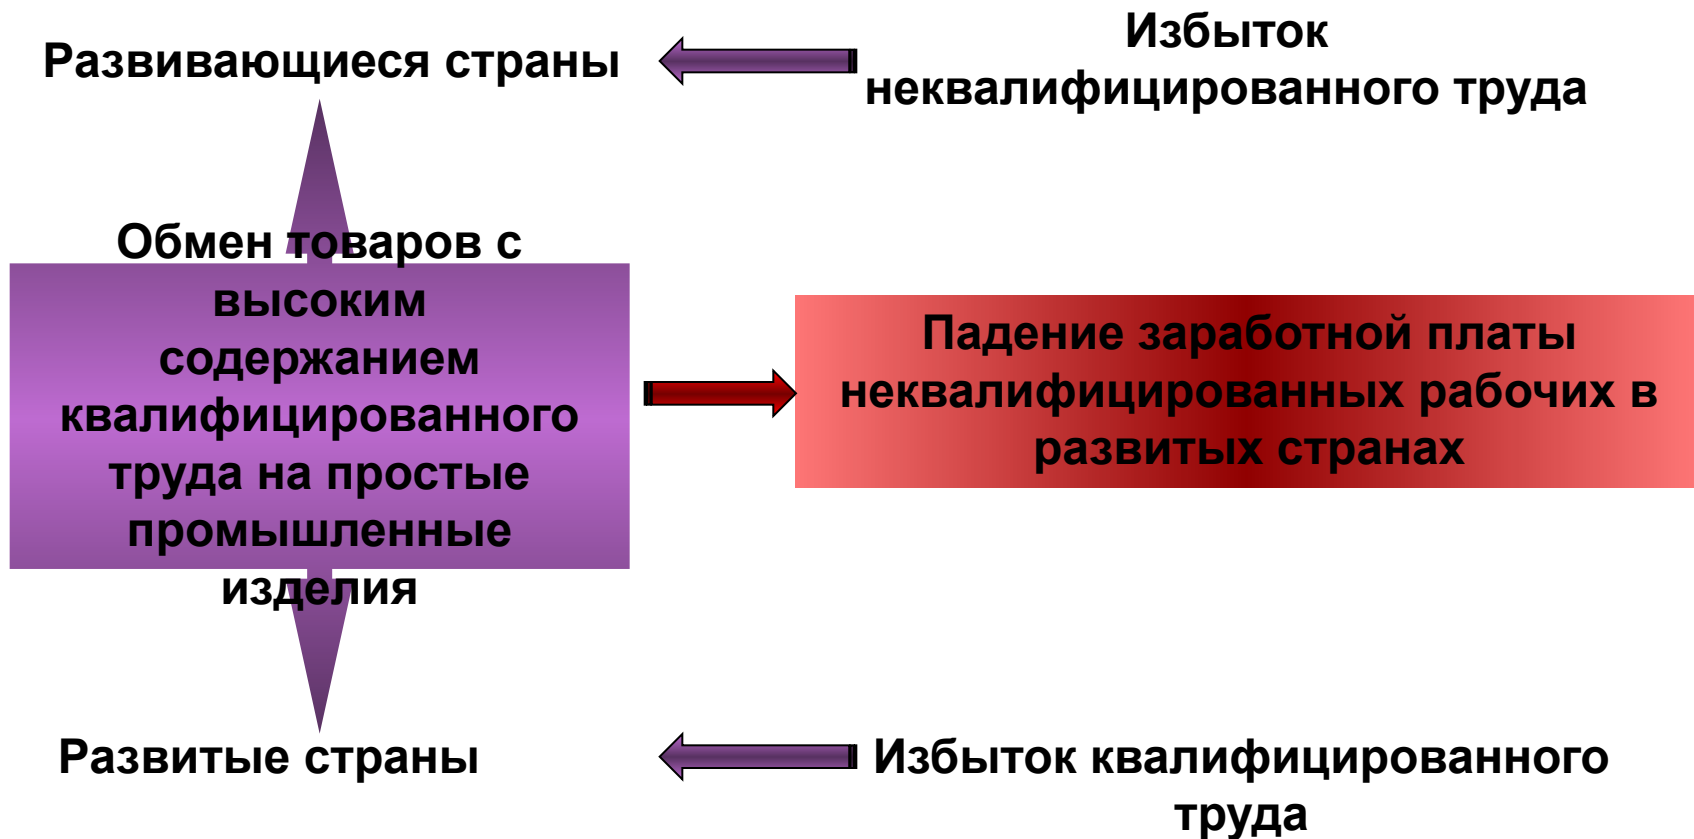 Развивающиеся страны
Избыток
неквалифицированного труда
Обмен товаров с
высоким
содержанием
квалифицированного
труда на простые
промышленные
изделия
Падение заработной платы
неквалифицированных рабочих в
развитых странах
Развитые страны
Избыток квалифицированного
труда